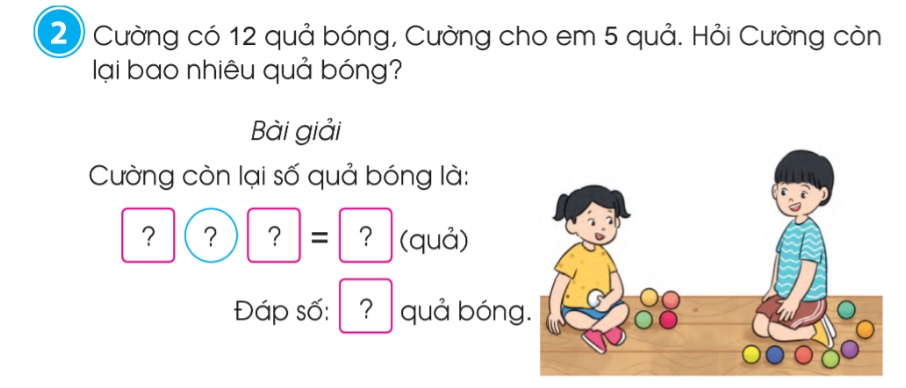 2 Cường có 12 quả bóng, Cường cho em 5 quả. Hỏi Cường còn
lại bao nhiêu quả bóng?
Bài giải
Cường còn lại số quả bóng là:
? ? ? = ? (quả)
Đáp số: ? quả bóng.